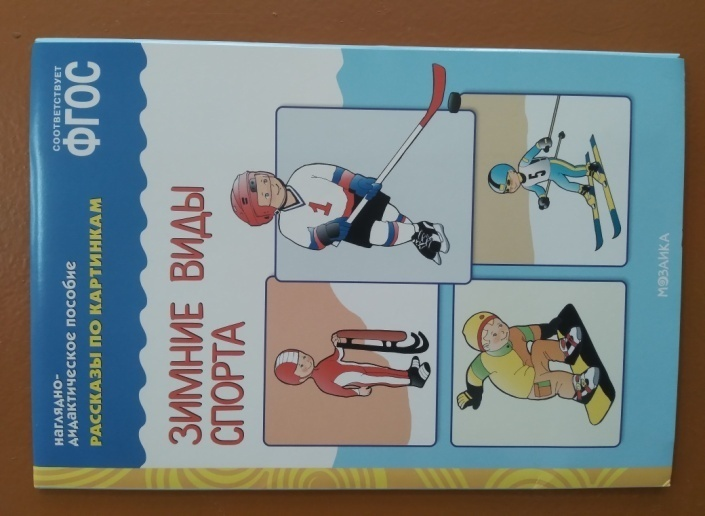 НАГЛЯДНО-
ДИДАКТИЧЕСКОЕ ПОСОБИЕ
РАССКАЗЫ ПО КАРТИНКАМ
СООТВЕТСТВУЕТ
ФГОС
ЗИМНИЕ ВИДЫ
СПОРТА
1
5
МОЗАИКА